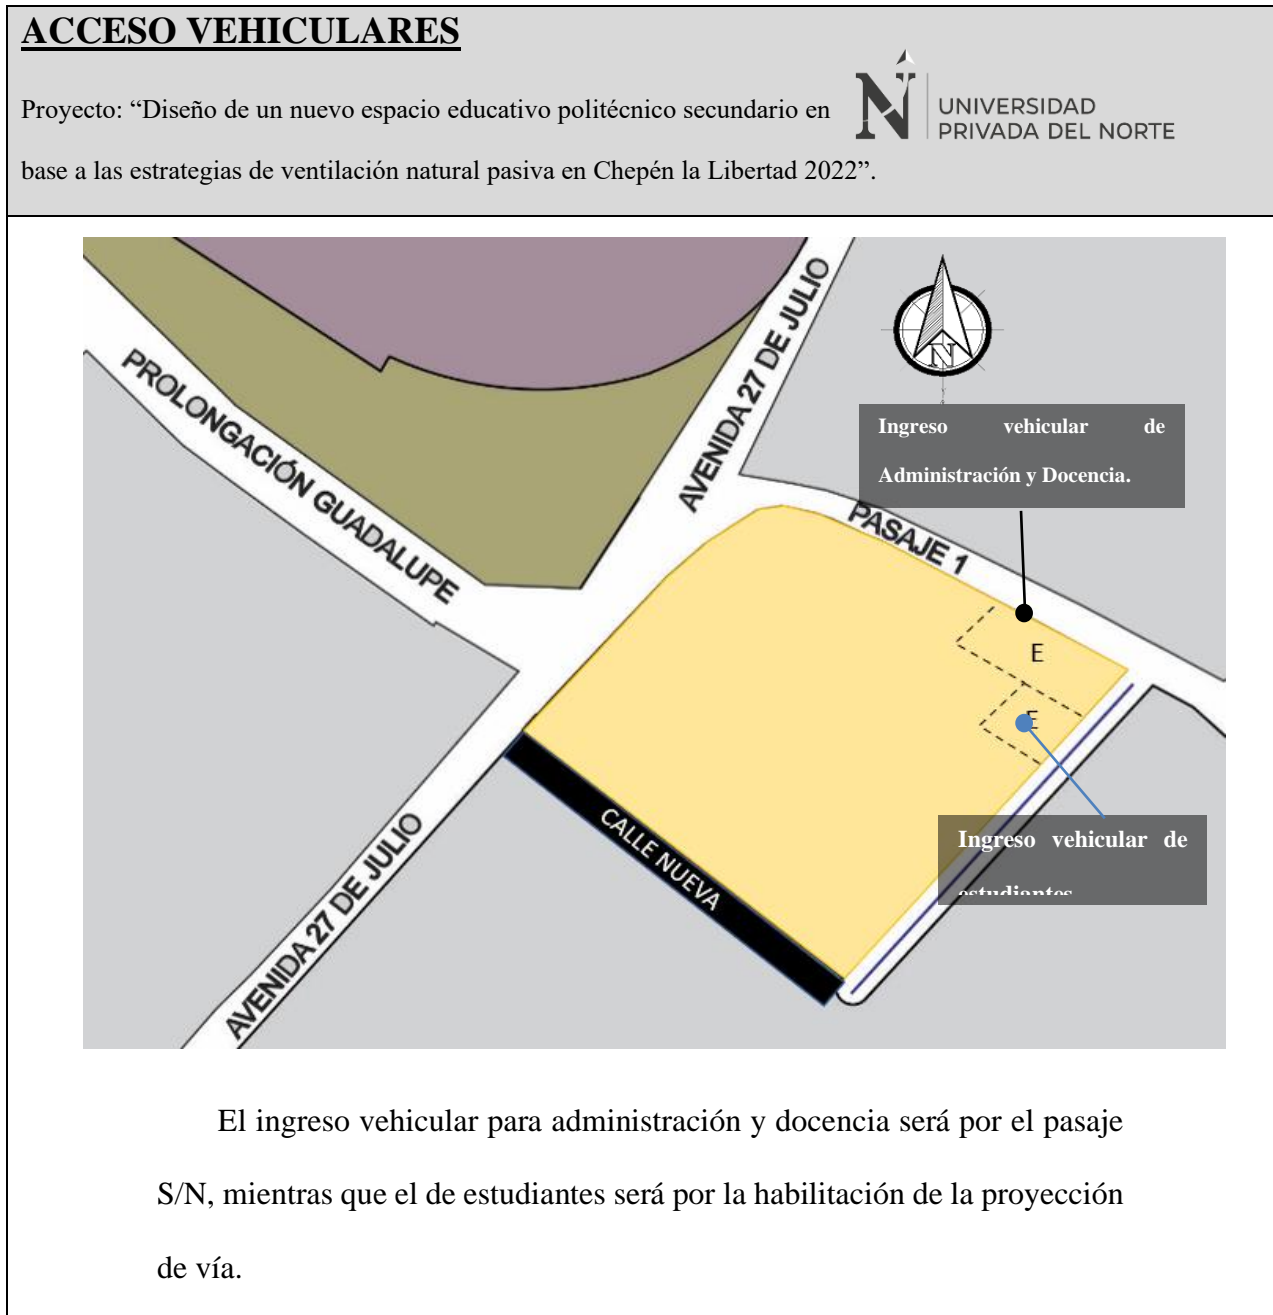 ACCESO VEHICULARES
Proyecto: “Diseño de un nuevo espacio educativo politécnico secundario en
base a las estrategias de ventilación natural pasiva en Chepén la Libertad 2022”.
N
UNIVERSIDAD
PRIVADA DEL NORTE
AVENIDA 27 DE JULIO
PROLONGACIÓN GUADALUPE
N
Ingreso vehicular de
Administración y Docencia.
PASAJE 1
E
E
CALLE NUEVA
AVENIDA 27 DE JULIO
Ingreso vehicular de
estudiantes
El ingreso vehicular para administración y docencia será por el pasaje
S/N, mientras que el de estudiantes será por la habilitación de la proyección
de vía.